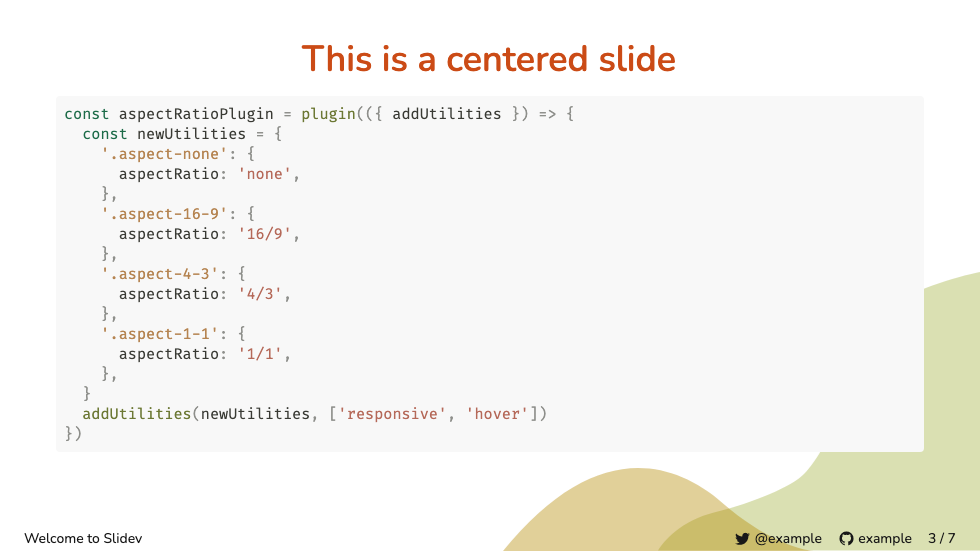 This is a centered slide
const aspectRatioPlugin = plugin(({ addUtilities }) => {
  const newUtilities = {
    '.aspect-none': {
      aspectRatio: 'none',
    },
    '.aspect-16-9': {
      aspectRatio: '16/9',
    },
    '.aspect-4-3': {
      aspectRatio: '4/3',
    },
    '.aspect-1-1': {
      aspectRatio: '1/1',
    },
  }
  addUtilities(newUtilities, ['responsive', 'hover'])
})
Welcome to Slidev @example example 3 / 7